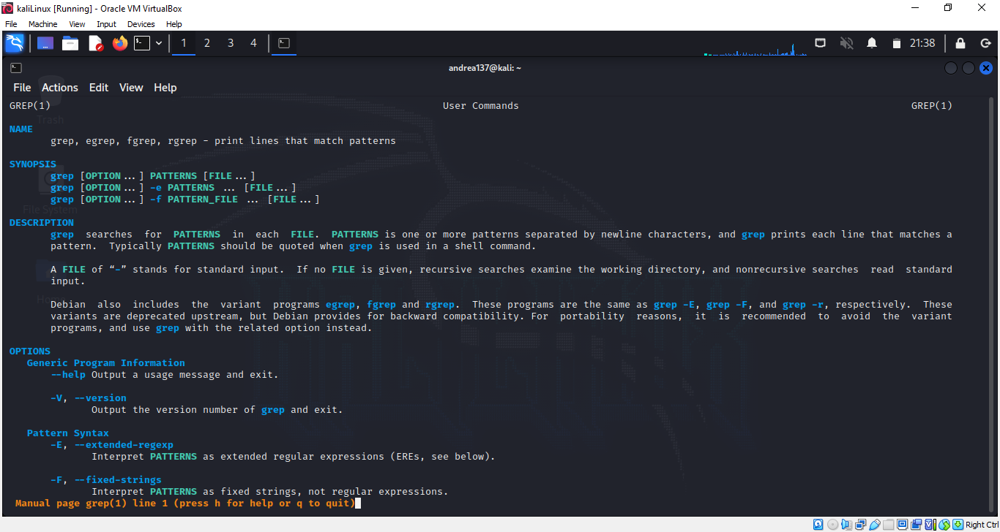 kaliLinux [Running] - Oracle VM VirtualBox
File Machine View Input Devices Help
1 2 3 4 21:38
andrea137@kali: ~
File Actions Edit View Help
GREP(1) User Commands GREP(1)
Trash
NAME
grep, egrep, fgrep, rgrep - print lines that match patterns
SYNOPSIS
grep [OPTION...] PATTERNS [FILE...]
grep [OPTION...] -e PATTERNS ... [FILE...]
grep [OPTION...] -f PATTERN_FILE ... [FILE...]
File System
DESCRIPTION
grep searches for PATTERNS in each FILE. PATTERNS is one or more patterns separated by newline characters, and grep prints each line that matches a
pattern. Typically PATTERNS should be quoted when grep is used in a shell command.
A FILE of “-” stands for standard input. If no FILE is given, recursive searches examine the working directory, and nonrecursive searches read standard
input.
Debian also includes the variant programs egrep, fgrep and rgrep. These programs are the same as grep -E, grep -F, and grep -r, respectively. These
variants are deprecated upstream, but Debian provides for backward compatibility. For portability reasons, it is recommended to avoid the variant
programs, and use grep with the related option instead.
OPTIONS
Generic Program Information
--help Output a usage message and exit.
-V, --version
Output the version number of grep and exit.
Pattern Syntax
-E, --extended-regexp
Interpret PATTERNS as extended regular expressions (EREs, see below).
-F, --fixed-strings
Interpret PATTERNS as fixed strings, not regular expressions.
Manual page grep(1) line 1 (press h for help or q to quit)
Right Ctrl